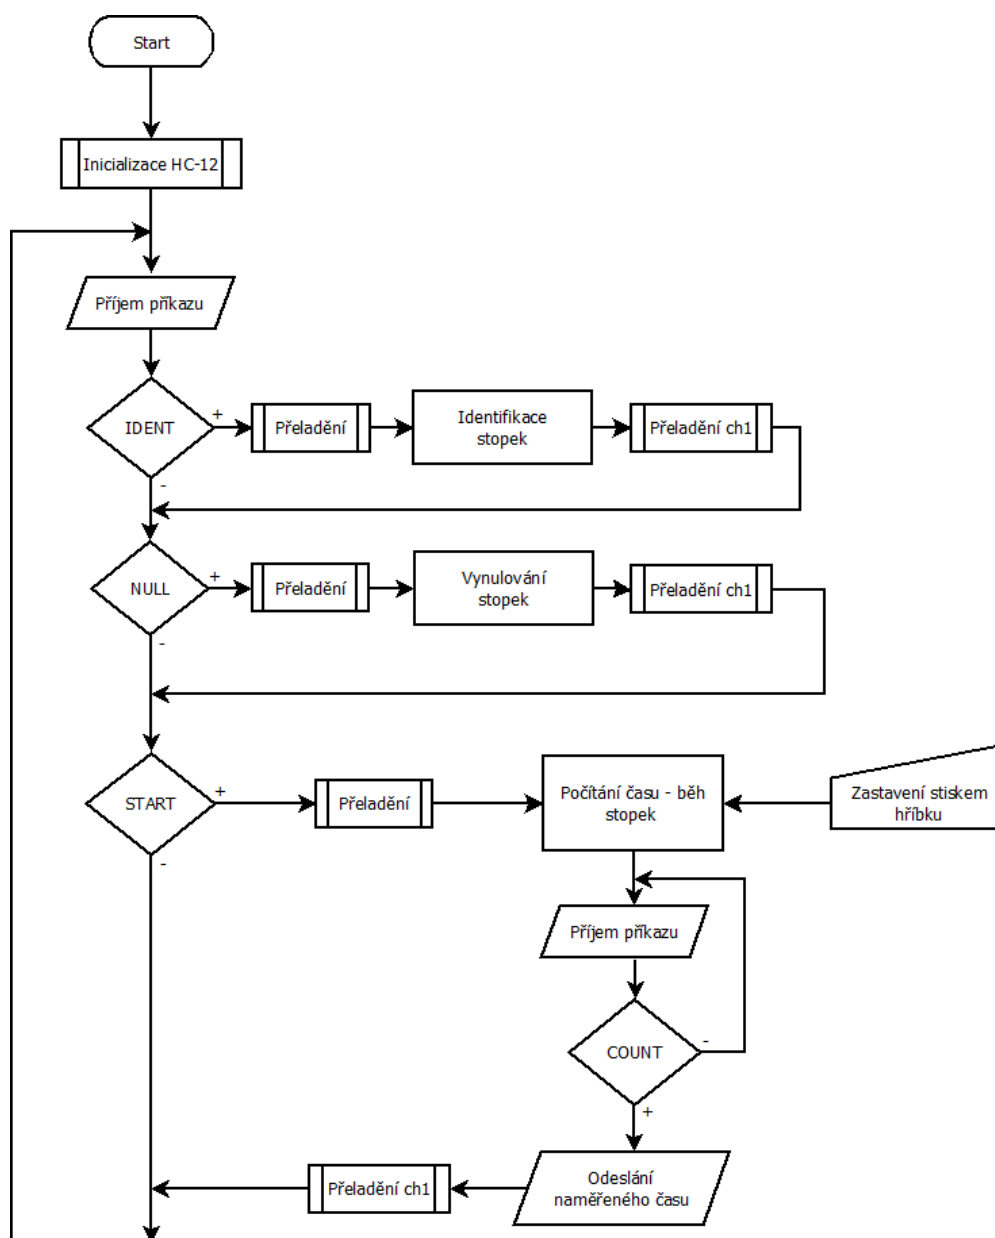 Start
Inicializace HC-12
Příjem příkazu
IDENT
+
-
Přeladění
Identifikace
stopek
Přeladění ch1
NULL
+
-
Přeladění
Vynulování
stopek
Přeladění ch1
START
+
-
Přeladění
Počítání času - běh
stopek
Zastavení stiskem
hříbku
Příjem příkazu
COUNT
-
+
Odeslání
naměřeného času
Přeladění ch1